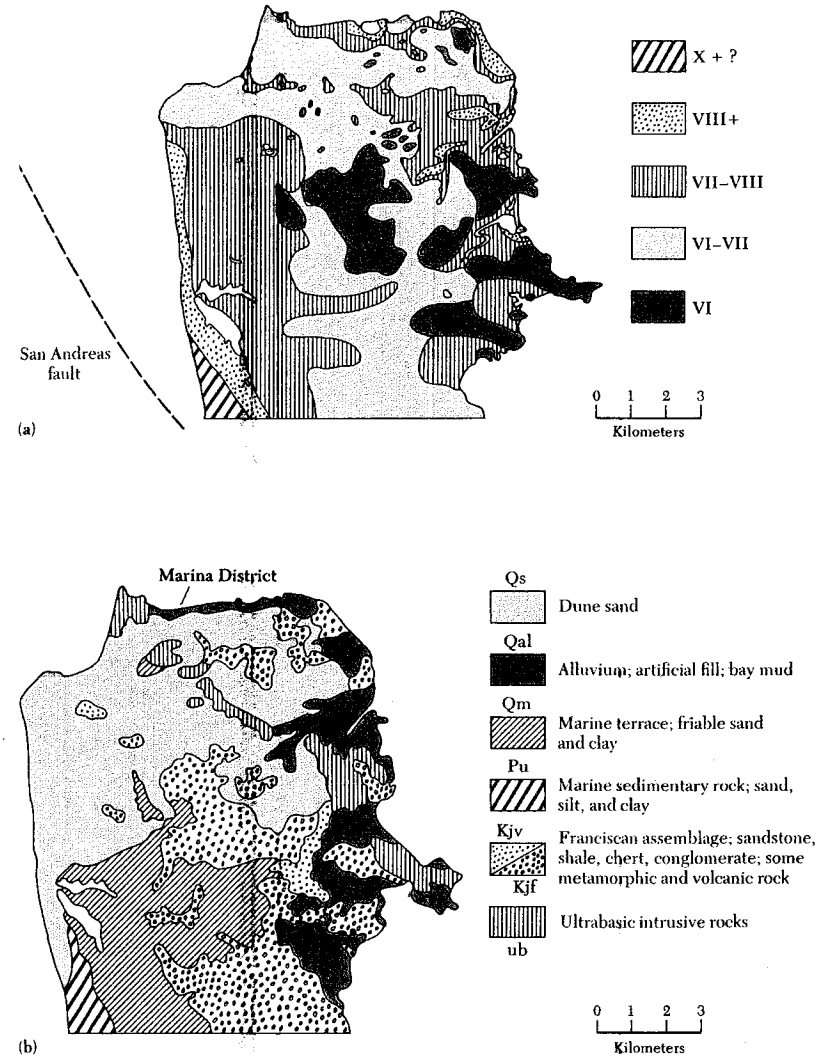 X + ?
VIII+
VII–VIII
VI–VII
VI
San Andreas
fault
0 1 2 3
Kilometers
(a)
Marina District
Qs
Dune sand
Qal
Alluvium; artificial fill; bay mud
Qm
Marine terrace; friable sand
and clay
Pu
Marine sedimentary rock; sand,
silt, and clay
Kjv
Franciscan assemblage; sandstone,
shale, chert, conglomerate; some
metamorphic and volcanic rock
Kjf
Ultrabasic intrusive rocks
ub
0 1 2 3
Kilometers
(b)